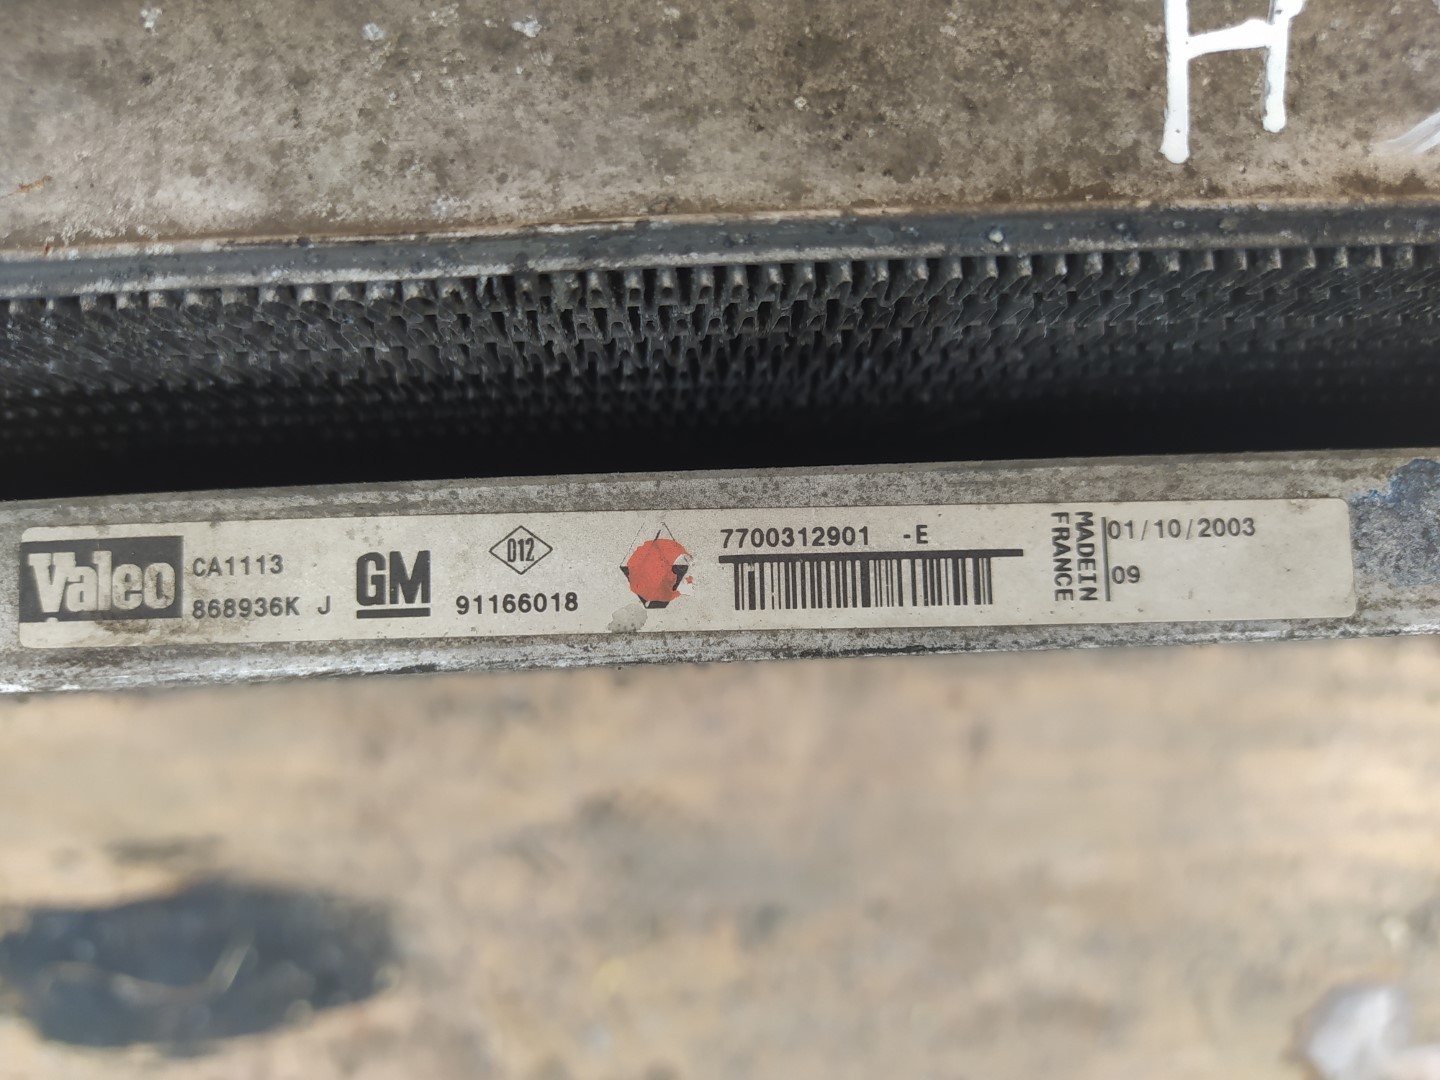 H
Valeo
CA1113
868936K J
GM
012
91166018
7700312901 -E
MADE IN
FRANCE
01/10/2003
09